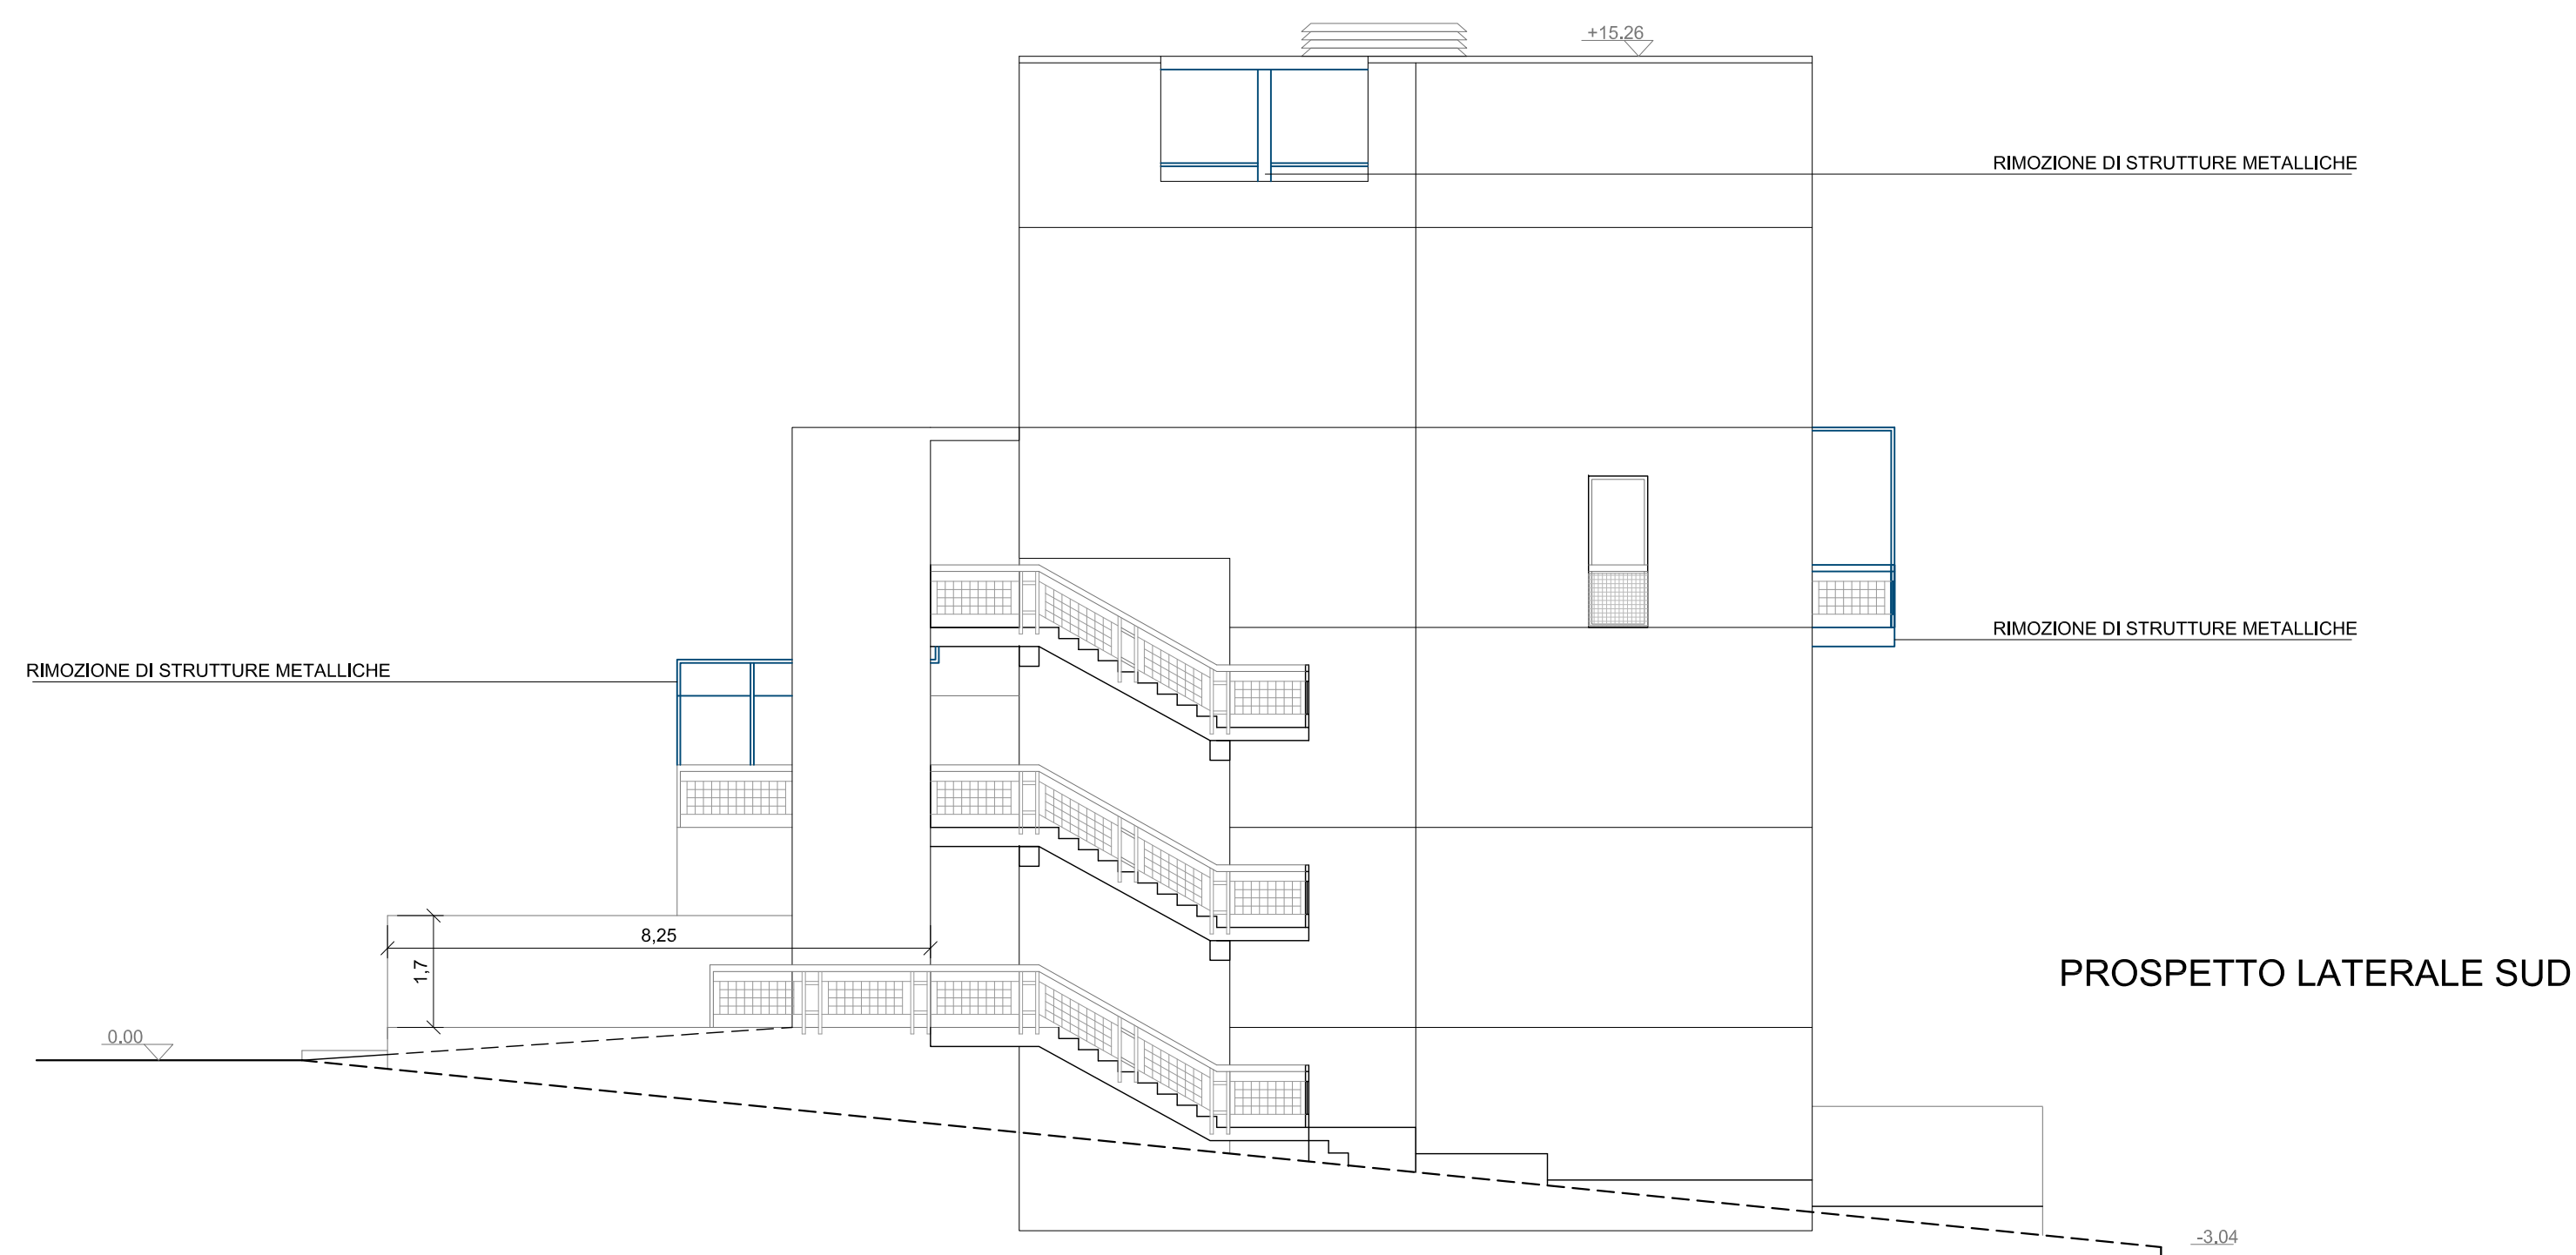 +15.26
RIMOZIONE DI STRUTTURE METALLICHE
RIMOZIONE DI STRUTTURE METALLICHE
RIMOZIONE DI STRUTTURE METALLICHE
8,25
1,7
PROSPETTO LATERALE SUD
0.00
-3.04